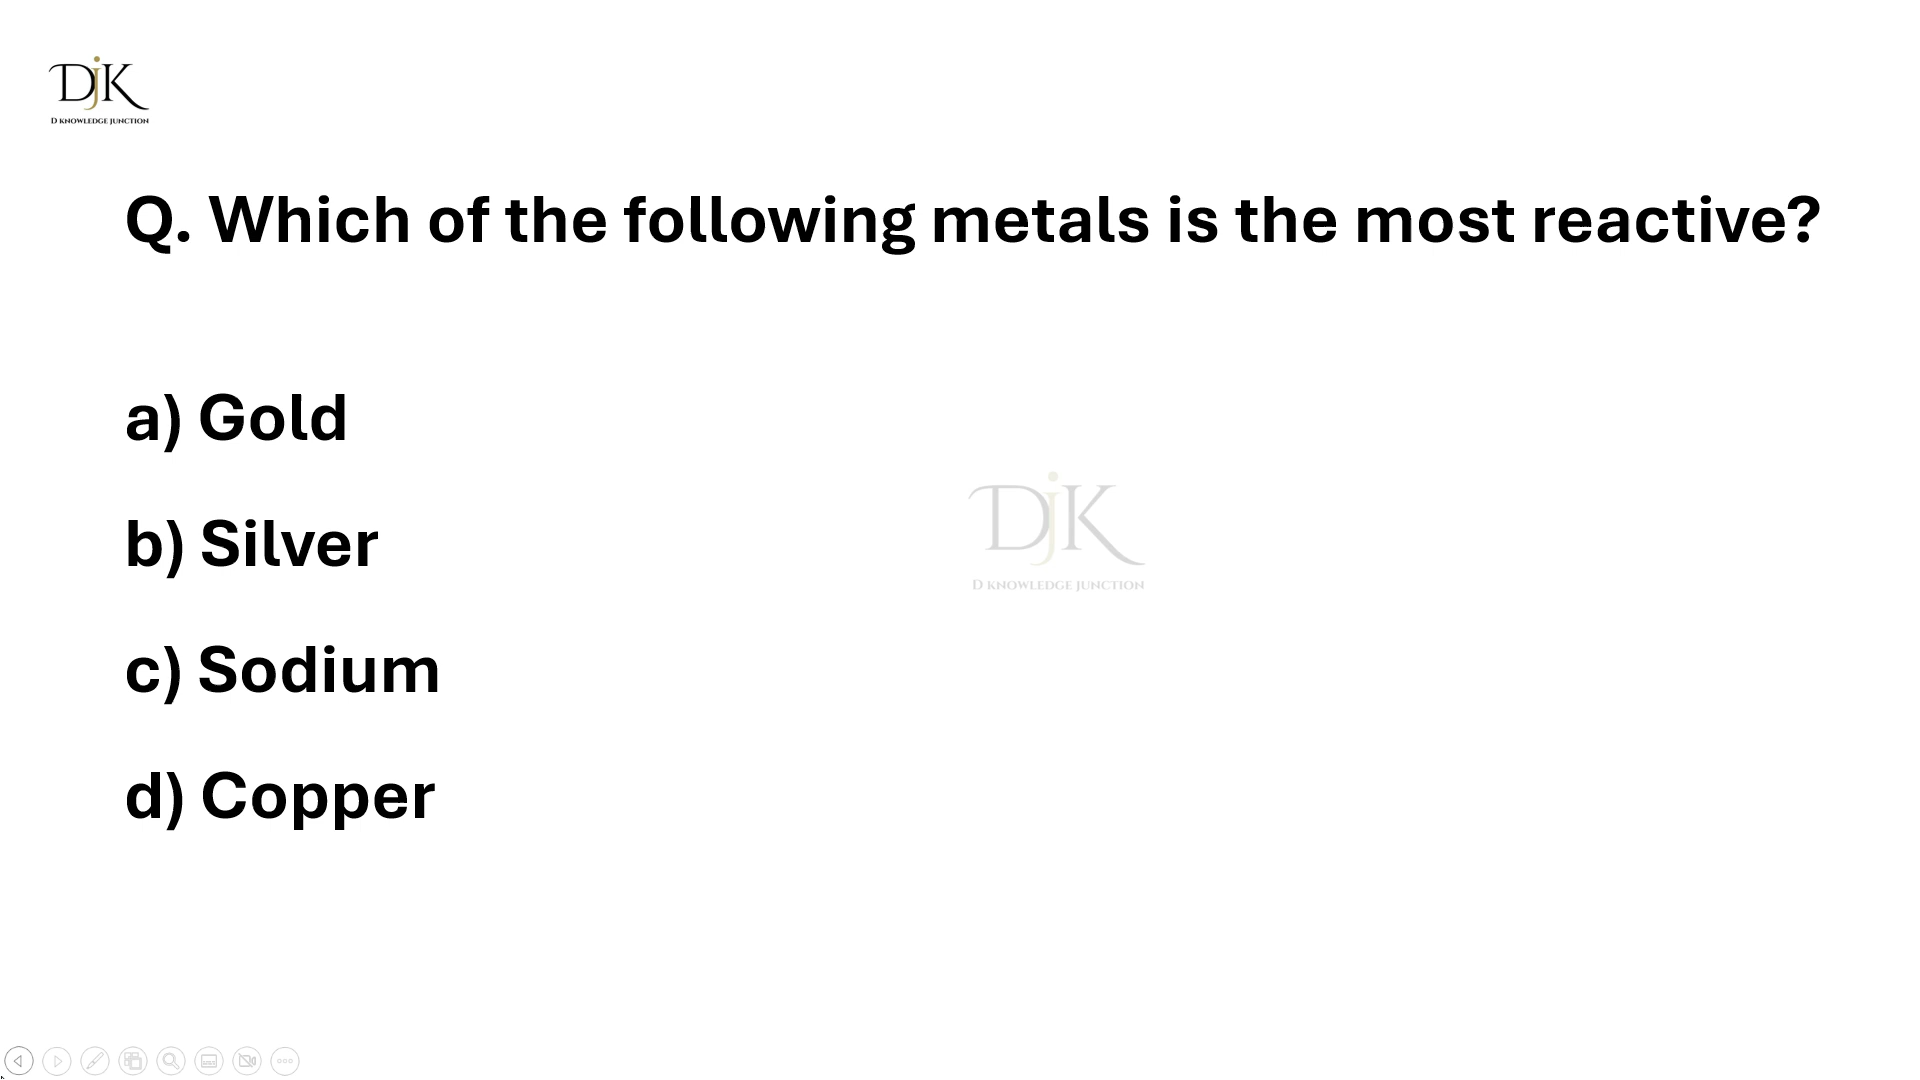 DjK
D KNOWLEDGE JUNCTION
Q. Which of the following metals is the most reactive?
a) Gold
b) Silver
DjK
D KNOWLEDGE JUNCTION
c) Sodium
d) Copper